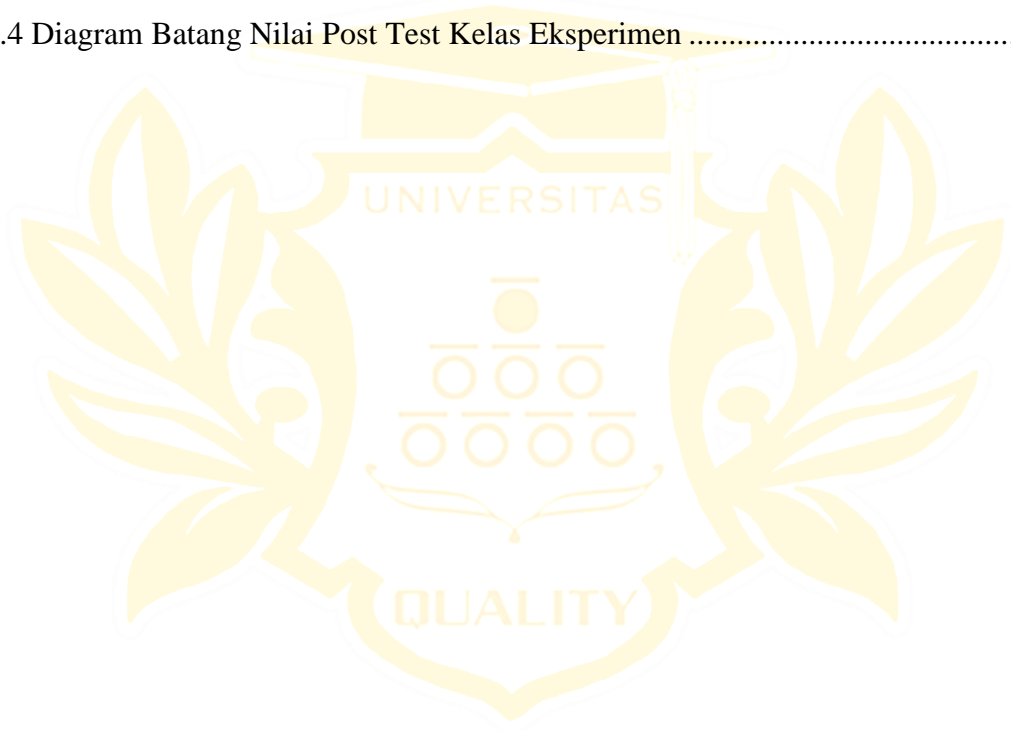 .4 Diagram Batang Nilai Post Test Kelas Eksperimen .......................................
UNIVERSITAS
QUALITY